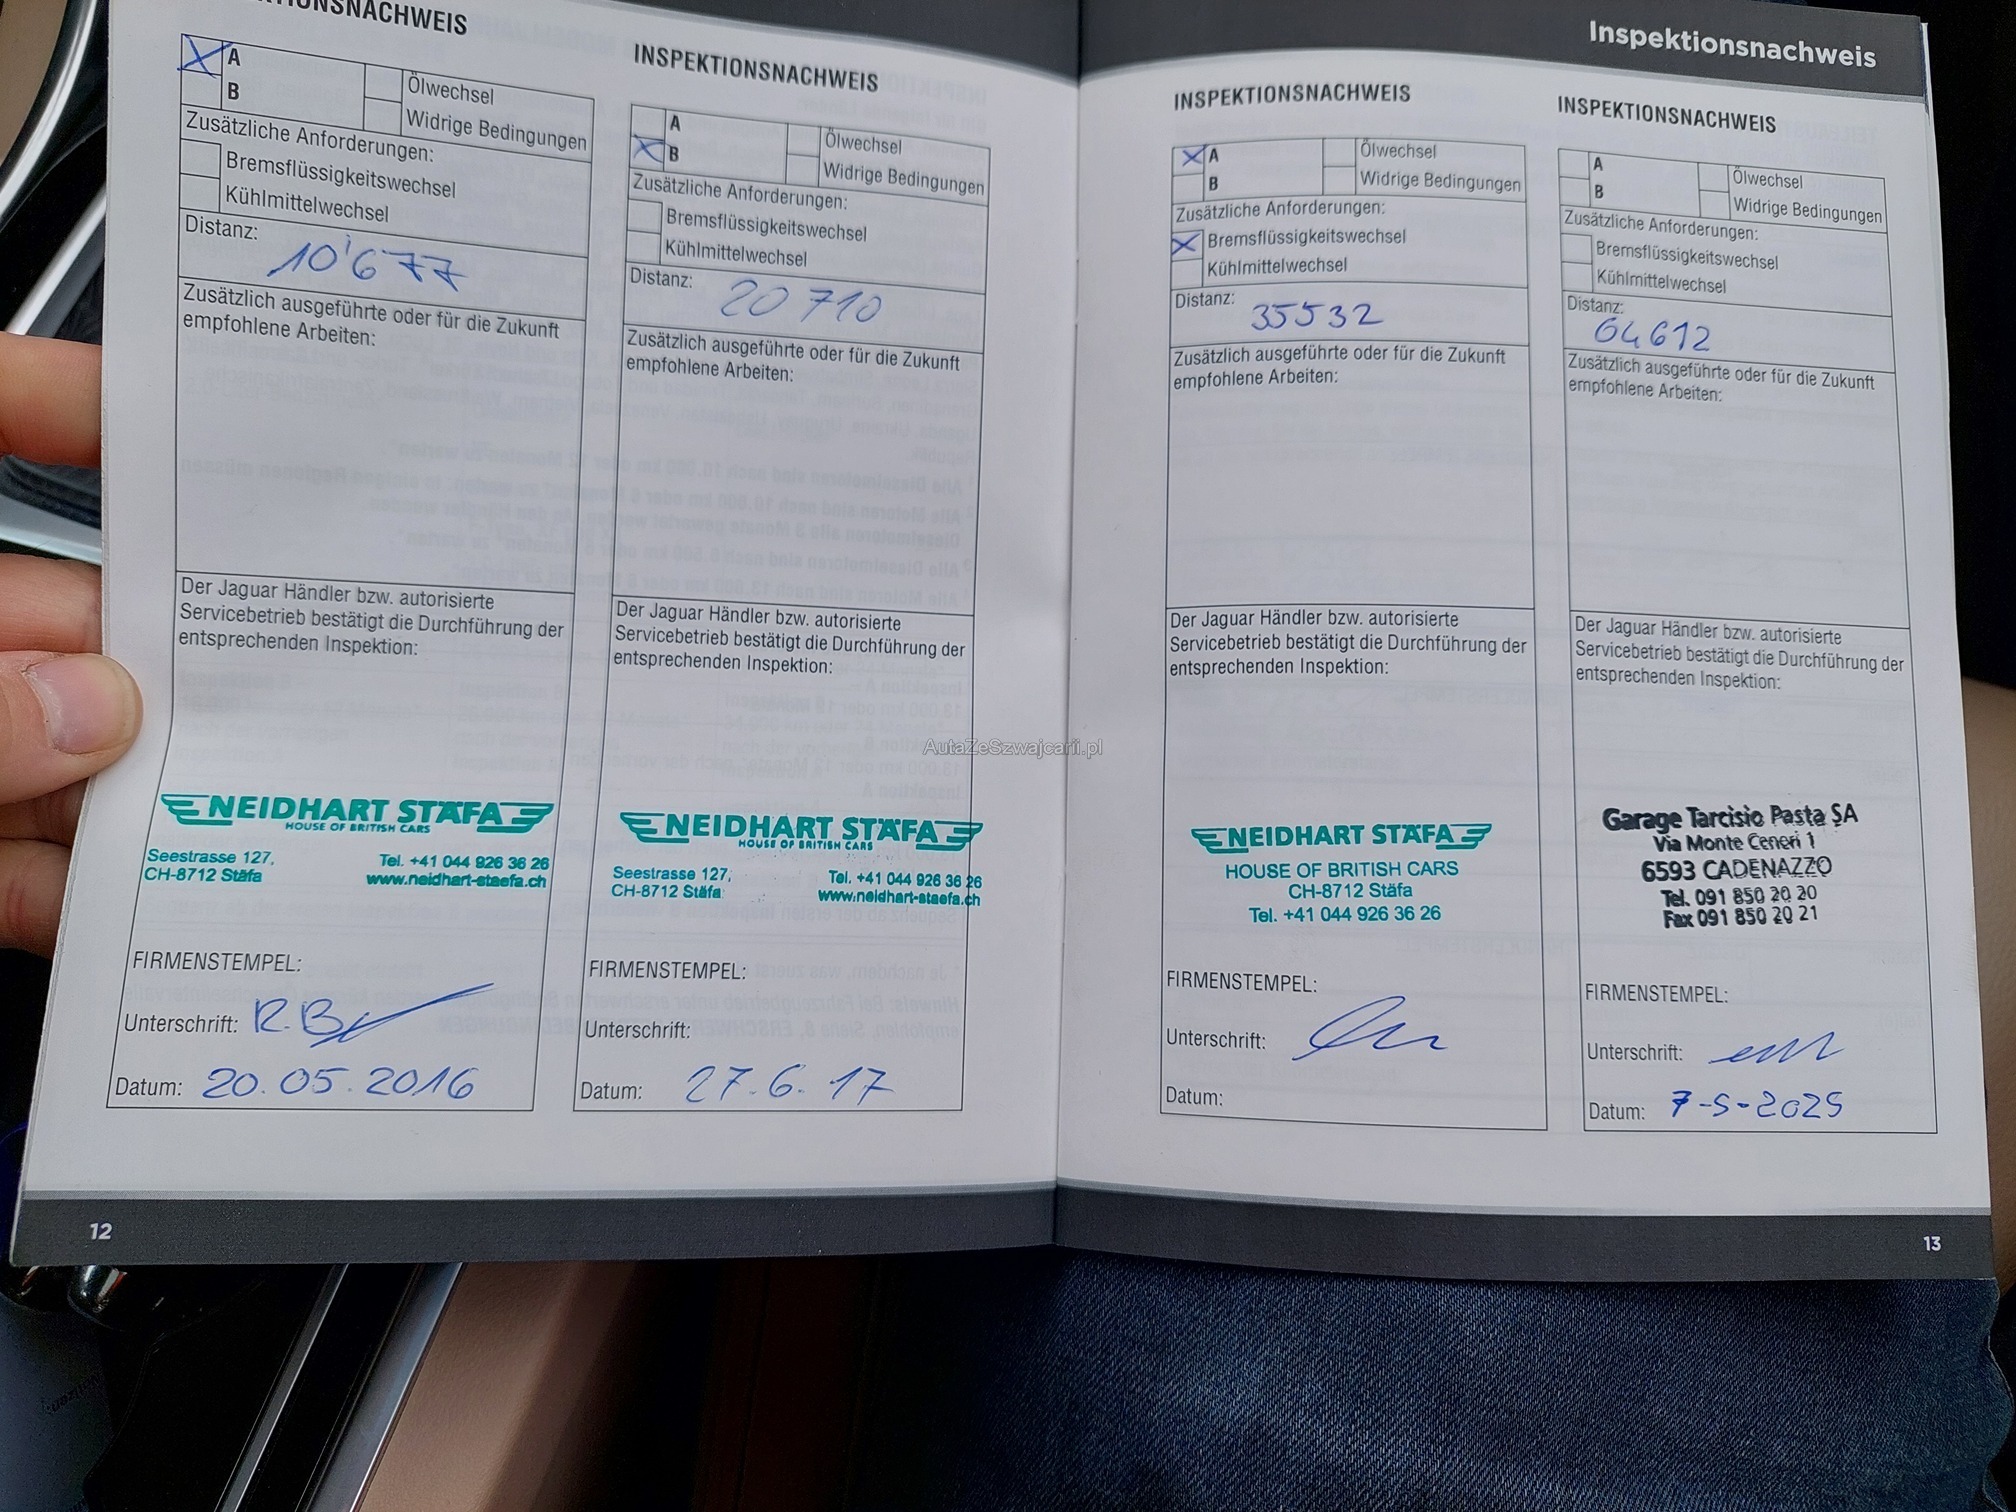 INSPEKTIONSNACHWEIS
A
B
Ölwechsel
Widrige Bedingungen
Zusätzliche Anforderungen:
Bremsflüssigkeitswechsel
Kühlmittelwechsel
Distanz:
10'677
Zusätzlich ausgeführte oder für die Zukunft
empfohlene Arbeiten:
Der Jaguar Händler bzw. autorisierte
Servicebetrieb bestätigt die Durchführung der
entsprechenden Inspektion:
NEIDHART STÄFA
HOUSE OF BRITISH CARS
Seestrasse 127,
CH-8712 Stäfa
Tel. +41 044 926 36 26
www.neidhart-staefa.ch
FIRMENSTEMPEL:
Unterschrift:
Datum: 20.05.2016
12
INSPEKTIONSNACHWEIS
A
B
Ölwechsel
Widrige Bedingungen
Zusätzliche Anforderungen:
Bremsflüssigkeitswechsel
Kühlmittelwechsel
Distanz:
20710
Zusätzlich ausgeführte oder für die Zukunft
empfohlene Arbeiten:
Der Jaguar Händler bzw. autorisierte
Servicebetrieb bestätigt die Durchführung der
entsprechenden Inspektion:
NEIDHART STÄFA
HOUSE OF BRITISH CARS
Seestrasse 127,
CH-8712 Stäfa
Tel. +41 044 926 36 26
www.neidhart-staefa.ch
FIRMENSTEMPEL:
Unterschrift:
Datum: 27.6.17
AutaZeSzwajcarii.pl
Inspektionsnachweis
INSPEKTIONSNACHWEIS
A
B
Ölwechsel
Widrige Bedingungen
Zusätzliche Anforderungen:
Bremsflüssigkeitswechsel
Kühlmittelwechsel
Distanz:
35532
Zusätzlich ausgeführte oder für die Zukunft
empfohlene Arbeiten:
Der Jaguar Händler bzw. autorisierte
Servicebetrieb bestätigt die Durchführung der
entsprechenden Inspektion:
NEIDHART STÄFA
HOUSE OF BRITISH CARS
CH-8712 Stäfa
Tel. +41 044 926 36 26
FIRMENSTEMPEL:
Unterschrift:
Datum:
INSPEKTIONSNACHWEIS
A
B
Ölwechsel
Widrige Bedingungen
Zusätzliche Anforderungen:
Bremsflüssigkeitswechsel
Kühlmittelwechsel
Distanz:
64612
Zusätzlich ausgeführte oder für die Zukunft
empfohlene Arbeiten:
Der Jaguar Händler bzw. autorisierte
Servicebetrieb bestätigt die Durchführung der
entsprechenden Inspektion:
Garage Tarcisio Pasta SA
Via Monte Ceneri 1
6593 CADENAZZO
Tel. 091 850 20 20
Fax 091 850 20 21
FIRMENSTEMPEL:
Unterschrift:
Datum: 7-5-2025
13